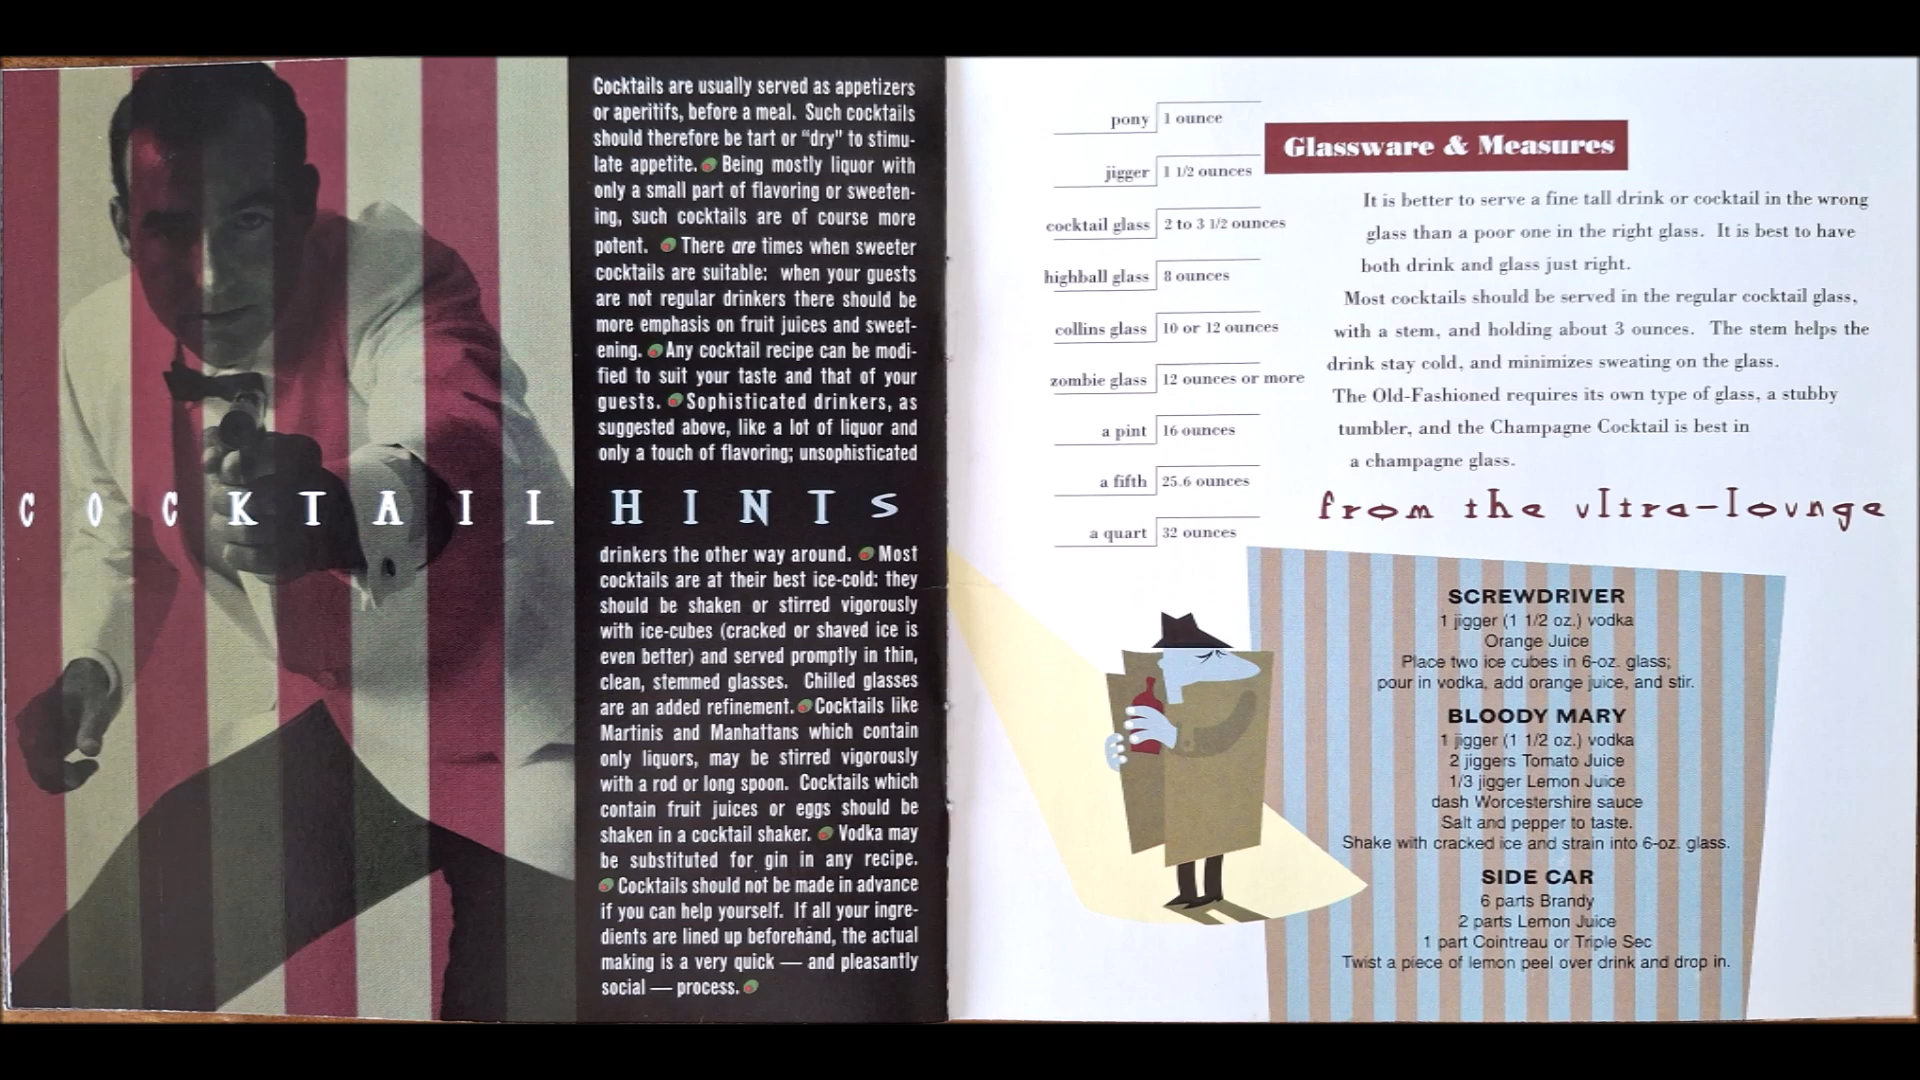 Cocktails are usually served as appetizers
or aperitifs, before a meal. Such cocktails
should therefore be tart or “dry” to stimu-
late appetite. Being mostly liquor with
only a small part of flavoring or sweeten-
ing, such cocktails are of course more
potent. There are times when sweeter
cocktails are suitable: when your guests
are not regular drinkers there should be
more emphasis on fruit juices and sweet-
ening. Any cocktail recipe can be modi-
fied to suit your taste and that of your
guests. Sophisticated drinkers, as
suggested above, like a lot of liquor and
only a touch of flavoring; unsophisticated
COCKTAIL HINTS
drinkers the other way around. Most
cocktails are at their best ice-cold: they
should be shaken or stirred vigorously
with ice-cubes (cracked or shaved ice is
even better) and served promptly in thin,
clean, stemmed glasses. Chilled glasses
are an added refinement. Cocktails like
Martinis and Manhattans which contain
only liquors, may be stirred vigorously
with a rod or long spoon. Cocktails which
contain fruit juices or eggs should be
shaken in a cocktail shaker. Vodka may
be substituted for gin in any recipe.
Cocktails should not be made in advance
if you can help yourself. If all your ingre-
dients are lined up beforehand, the actual
making is a very quick — and pleasantly
social — process.
pony 1 ounce
jigger 1 1/2 ounces
cocktail glass 2 to 3 1/2 ounces
highball glass 8 ounces
collins glass 10 or 12 ounces
zombie glass 12 ounces or more
a pint 16 ounces
a fifth 25.6 ounces
a quart 32 ounces
Glassware & Measures
It is better to serve a fine tall drink or cocktail in the wrong
glass than a poor one in the right glass. It is best to have
both drink and glass just right.
Most cocktails should be served in the regular cocktail glass,
with a stem, and holding about 3 ounces. The stem helps the
drink stay cold, and minimizes sweating on the glass.
The Old-Fashioned requires its own type of glass, a stubby
tumbler, and the Champagne Cocktail is best in
a champagne glass.
from the ultra-lounge
SCREWDRIVER
1 jigger (1 1/2 oz.) vodka
Orange Juice
Place two ice cubes in 6-oz. glass;
pour in vodka, add orange juice, and stir.
BLOODY MARY
1 jigger (1 1/2 oz.) vodka
2 jiggers Tomato Juice
1/3 jigger Lemon Juice
dash Worcestershire sauce
Salt and pepper to taste.
Shake with cracked ice and strain into 6-oz. glass.
SIDE CAR
6 parts Brandy
2 parts Lemon Juice
1 part Cointreau or Triple Sec
Twist a piece of lemon peel over drink and drop in.